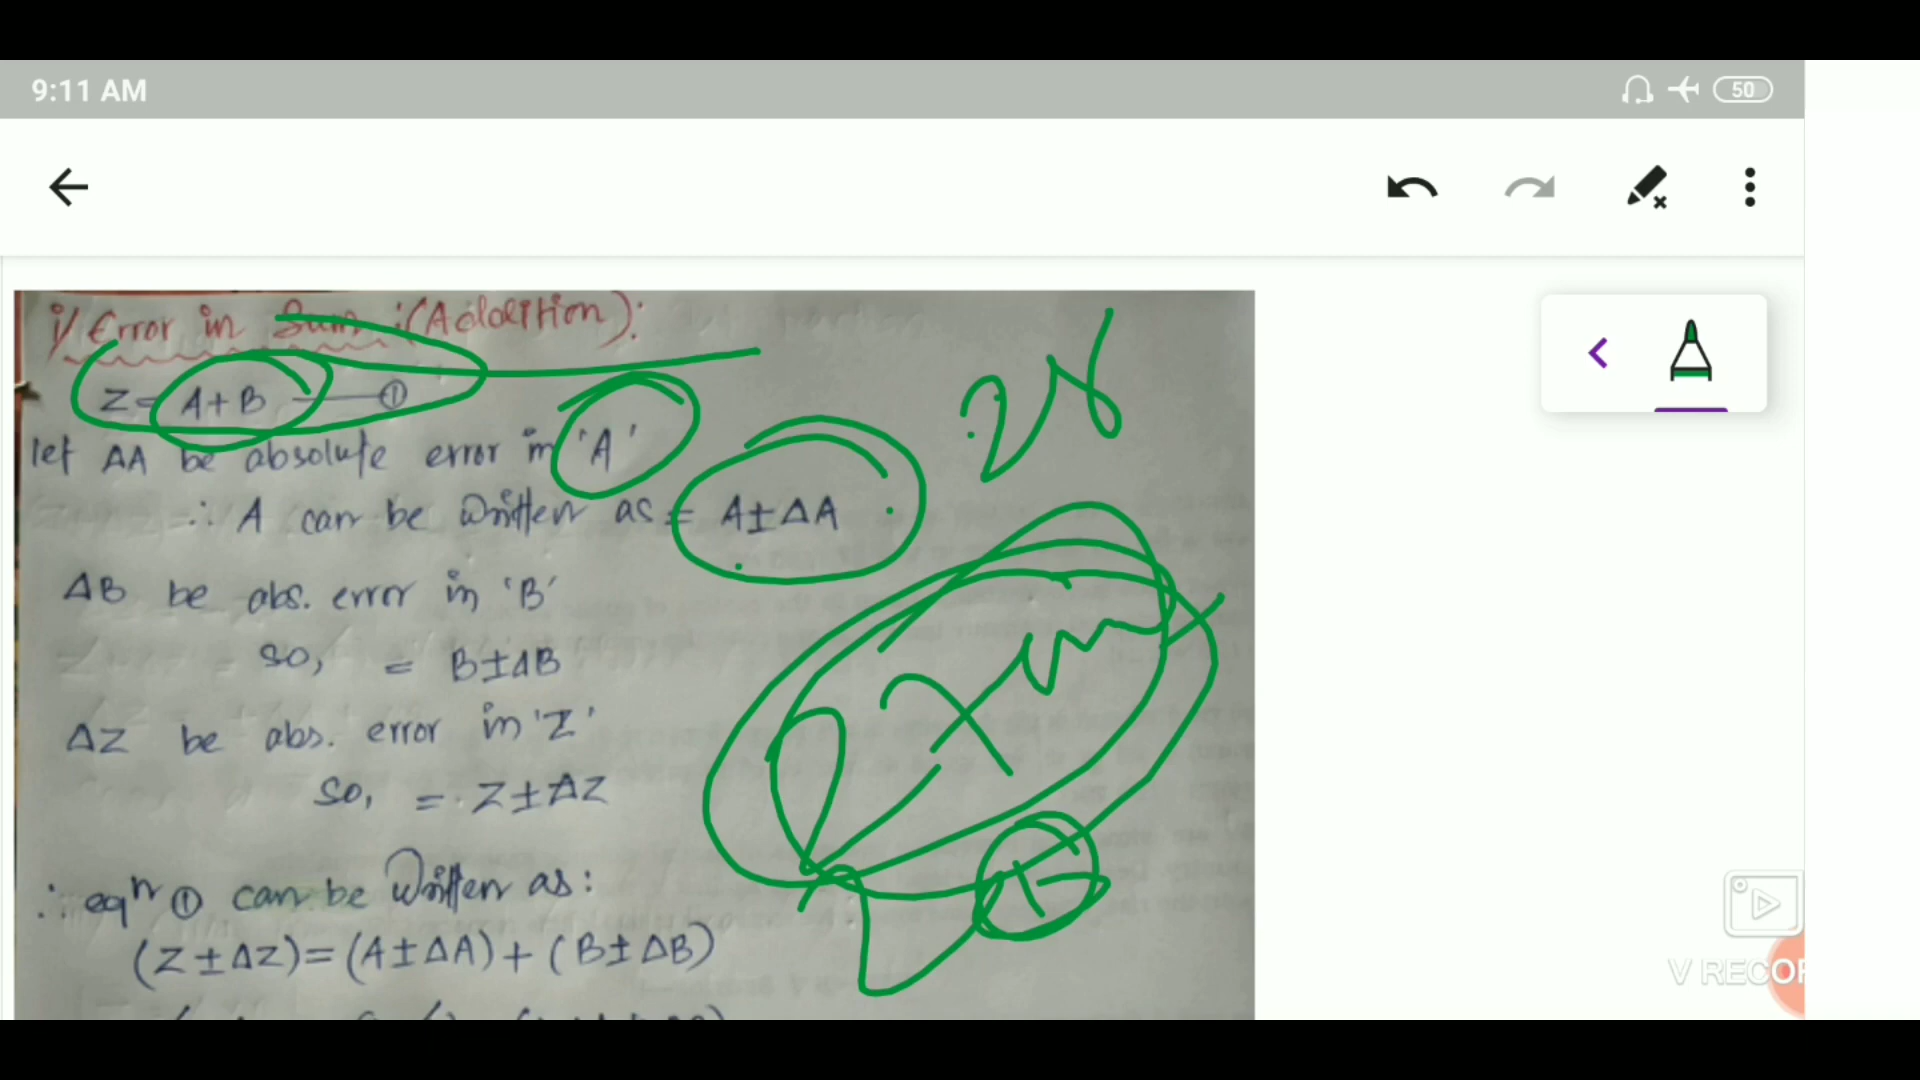 9:11 AM
50
i/ Error in Sum :(Addition):
Z = A+B ——①
let ΔA be absolute error in 'A'
∴ A can be written as = A±ΔA
ΔB be abs. error in 'B'
so, = B±ΔB
ΔZ be abs. error in 'Z'
so, = Z±ΔZ
∴ eqⁿ ① can be written as:
(Z±ΔZ)=(A±ΔA)+(B±ΔB)
V RECOR